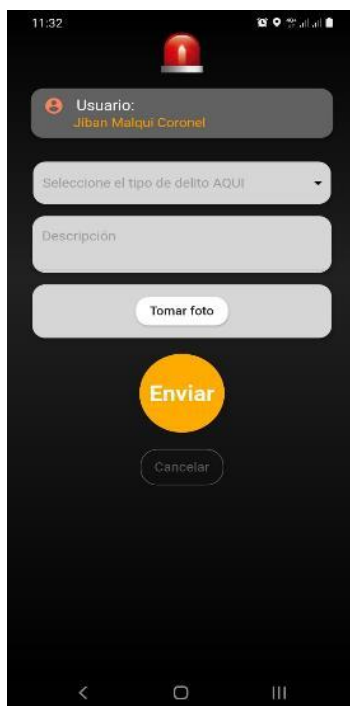 11:32
Usuario:
Jiban Malqui Coronel
Seleccione el tipo de delito AQUI
Descripción
Tomar foto
Enviar
Cancelar